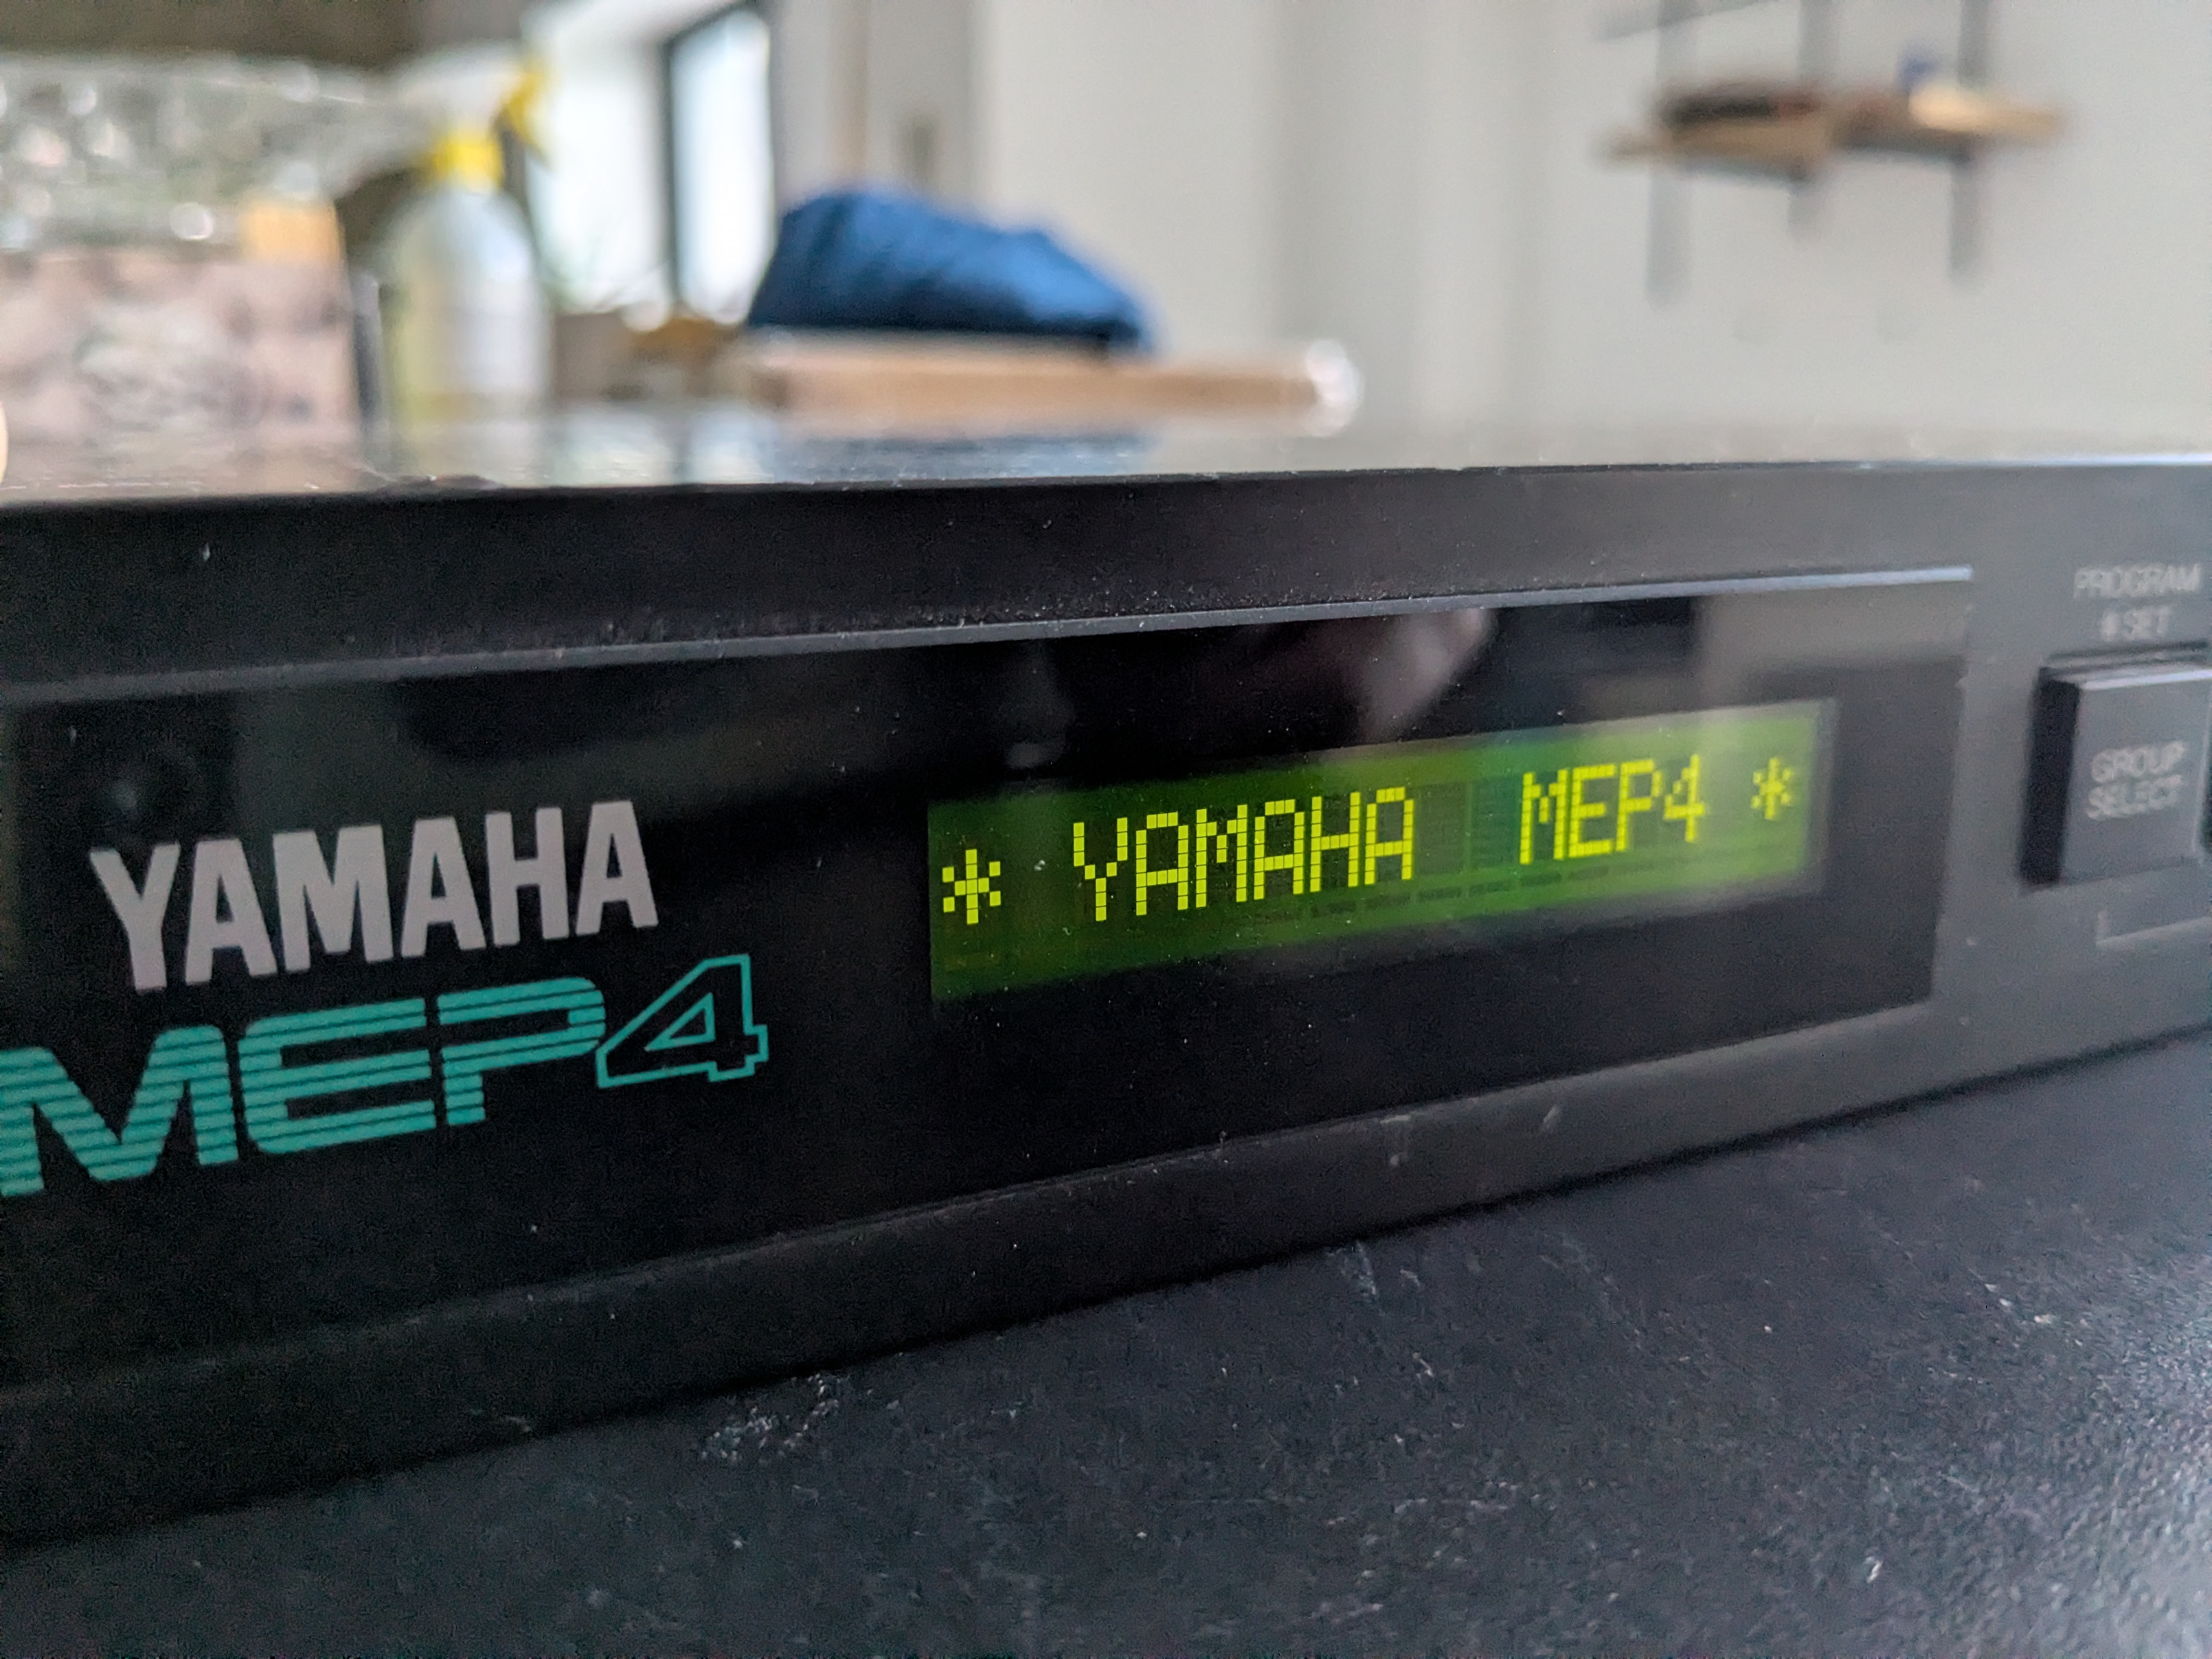 YAMAHA
MEP4
* YAMAHA  MEP4 *
PROGRAM
SET
GROUP
SELECT